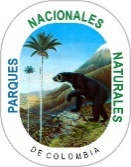 PARQUES
NACIONALES
NATURALES
DE COLOMBIA